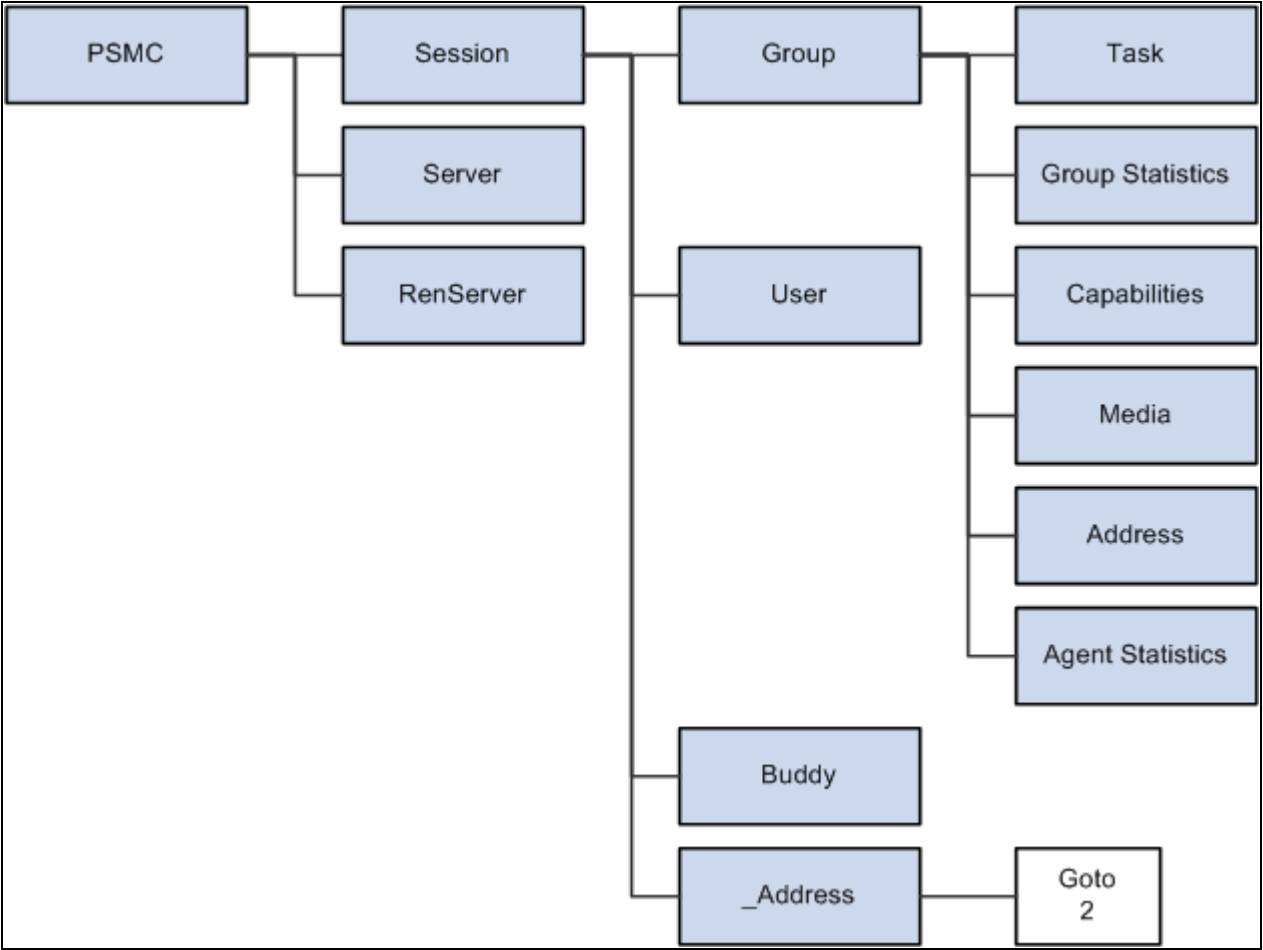 PSMC
Session
Group
Task
Server
Group Statistics
RenServer
User
Capabilities
Media
Address
Agent Statistics
Buddy
_Address
Goto
2